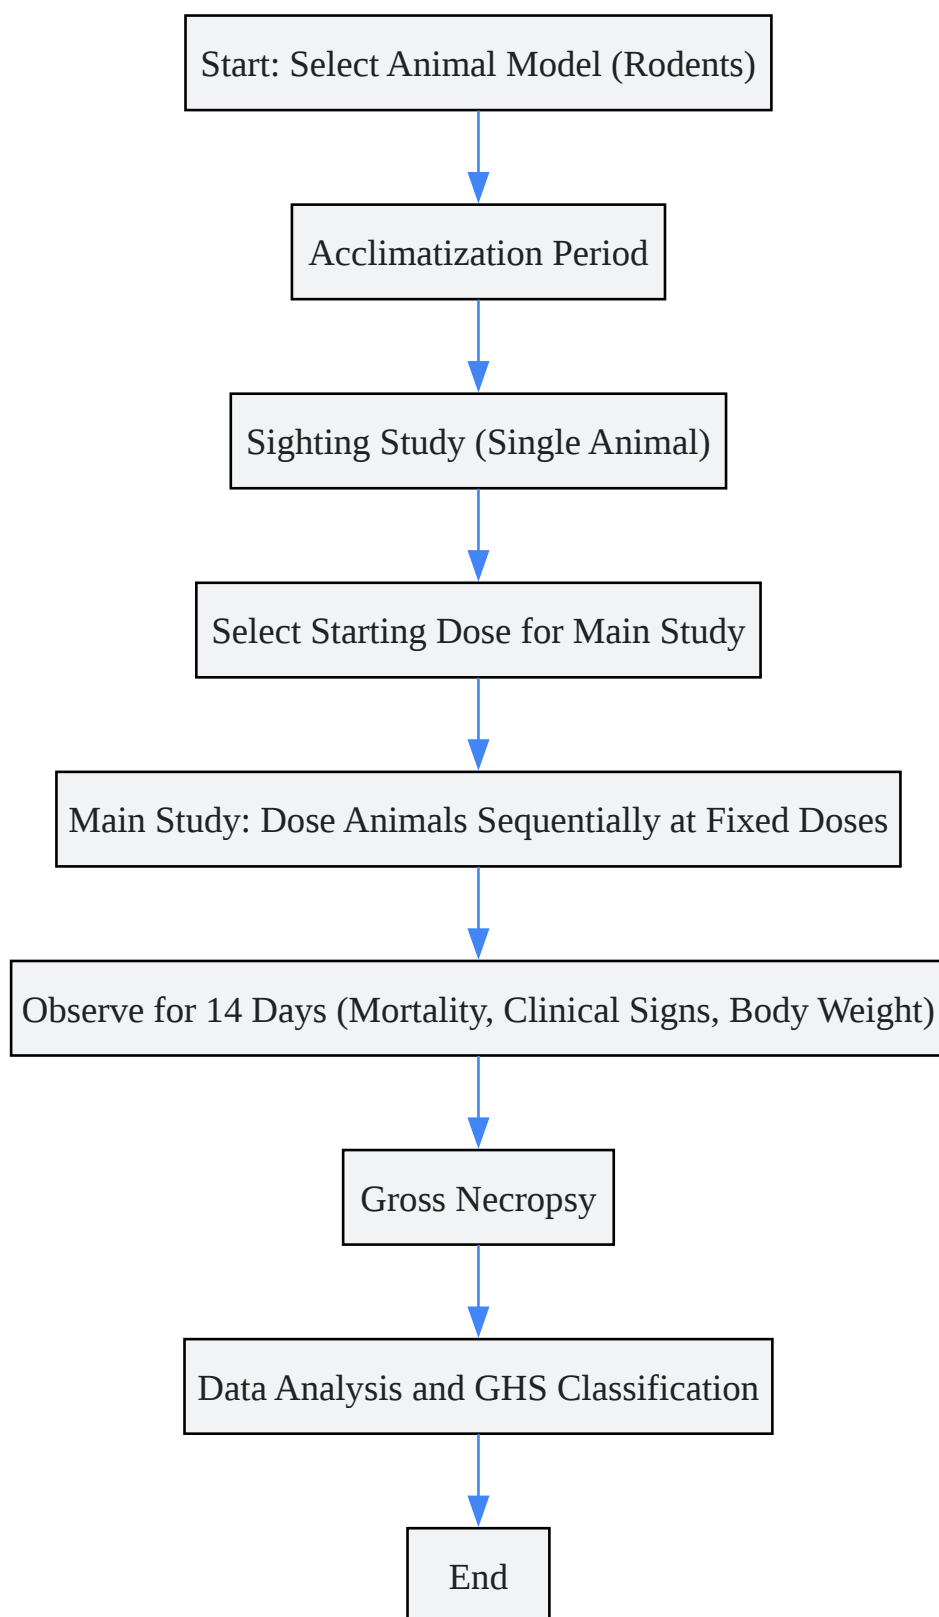 Start: Select Animal Model (Rodents)
Acclimatization Period
Sighting Study (Single Animal)
Select Starting Dose for Main Study
Main Study: Dose Animals Sequentially at Fixed Doses
Observe for 14 Days (Mortality, Clinical Signs, Body Weight)
Gross Necropsy
Data Analysis and GHS Classification
End